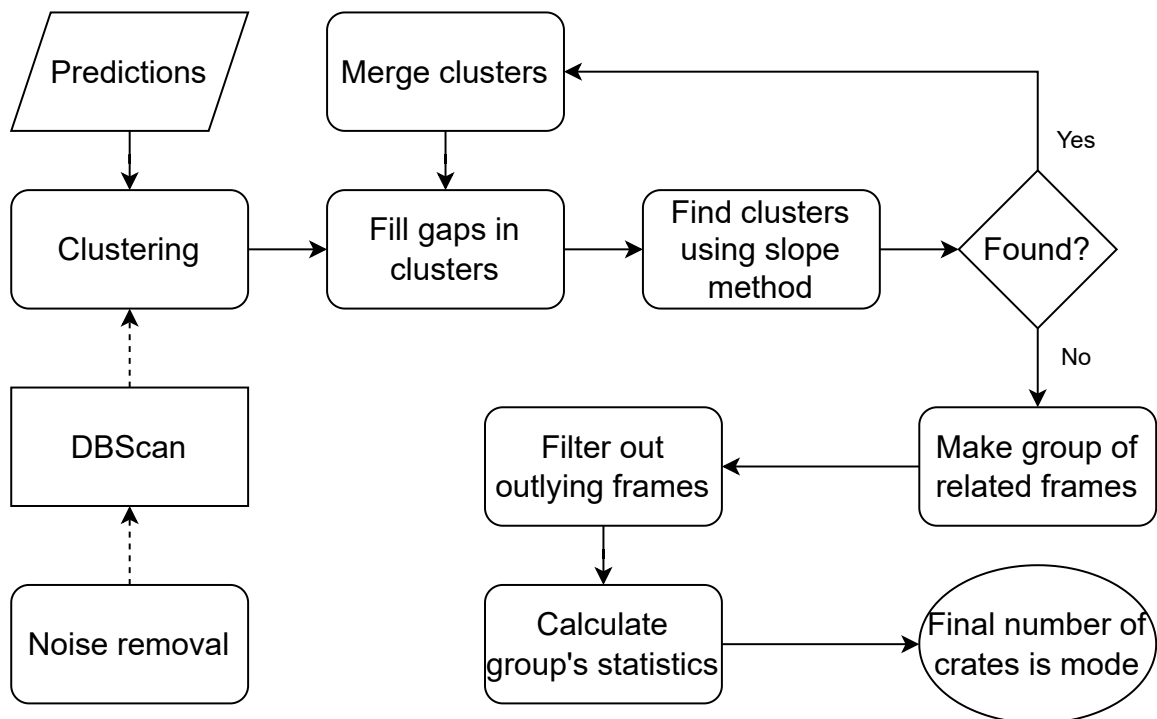 Predictions
Merge clusters
Yes
Clustering
Fill gaps in
clusters
Find clusters
using slope
method
Found?
No
DBScan
Filter out
outlying frames
Make group of
related frames
Noise removal
Calculate
group's statistics
Final number of
crates is mode